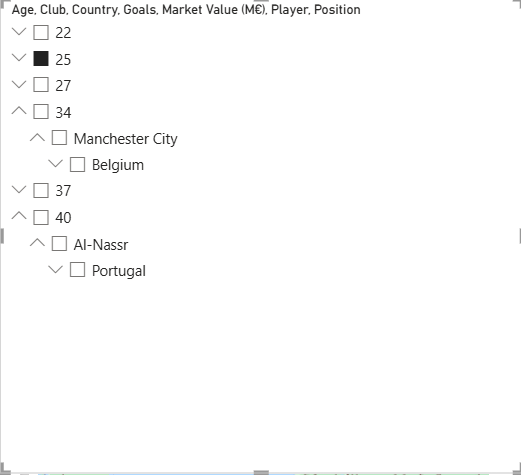 Age, Club, Country, Goals, Market Value (M€), Player, Position
22
25
27
34
Manchester City
Belgium
37
40
Al-Nassr
Portugal